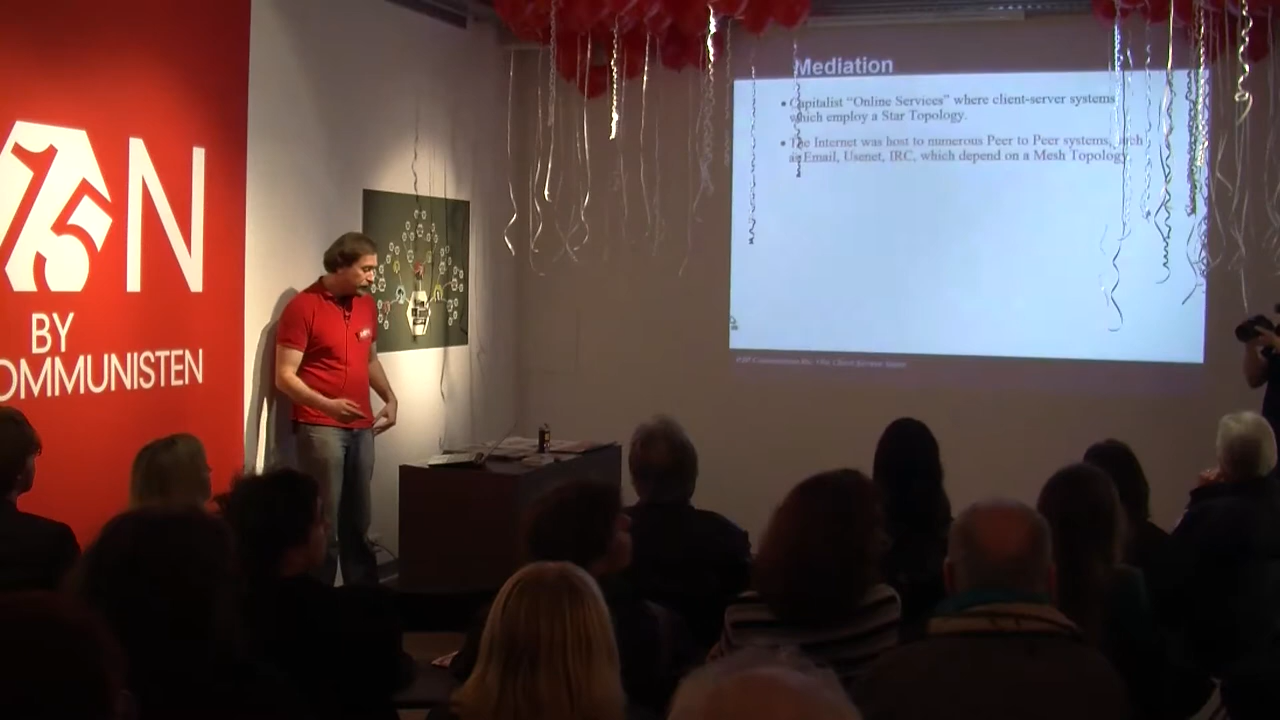 N
BY
OMMUNISTEN
Mediation
• Capitalist “Online Services” where client-server systems
which employ a Star Topology.
• The Internet was host to numerous Peer to Peer systems, such
as Email, Usenet, IRC, which depend on a Mesh Topology.